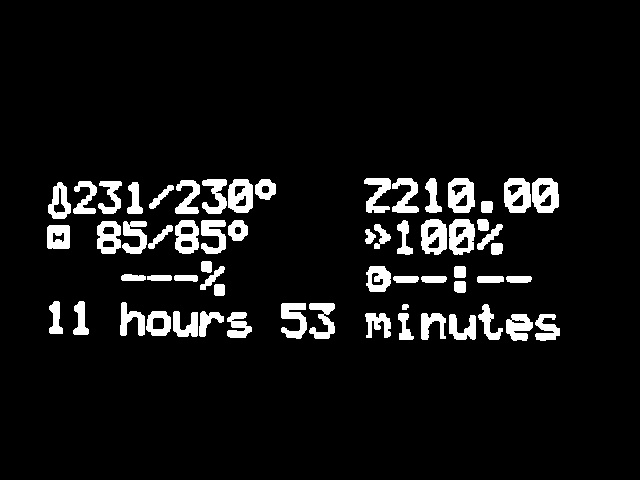 231/230° Z210.00
85/85° »100%
---% --:--
11 hours 53 minutes